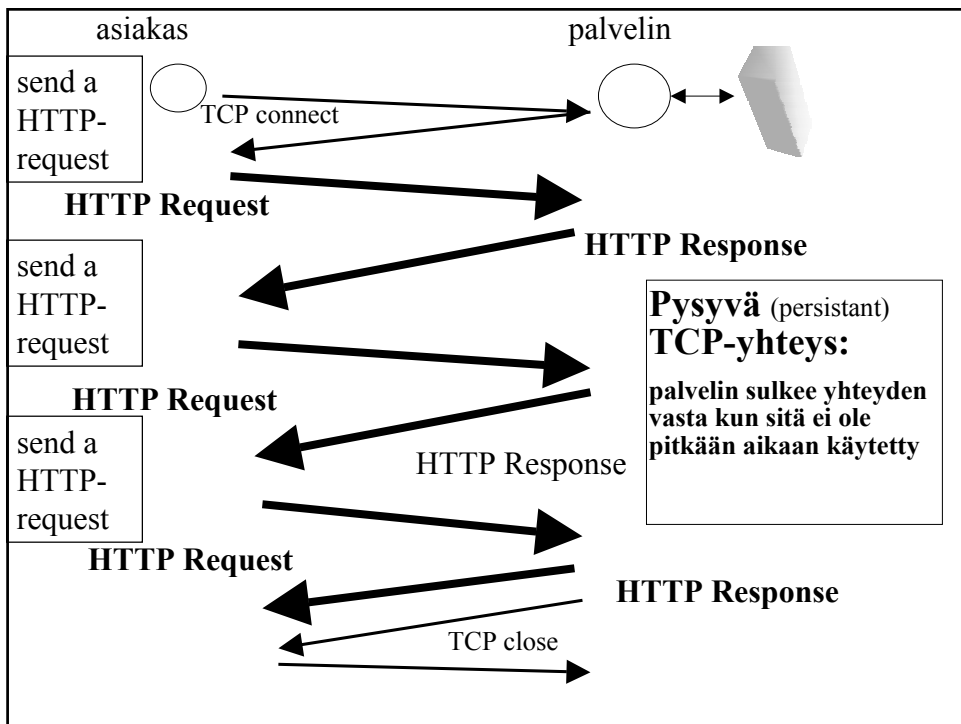 asiakas
palvelin
send a
HTTP-
request
TCP connect
HTTP Request
HTTP Response
send a
HTTP-
request
Pysyvä (persistant)
TCP-yhteys:
palvelin sulkee yhteyden
vasta kun sitä ei ole
pitkään aikaan käytetty
HTTP Request
send a
HTTP-
request
HTTP Response
HTTP Request
HTTP Response
TCP close